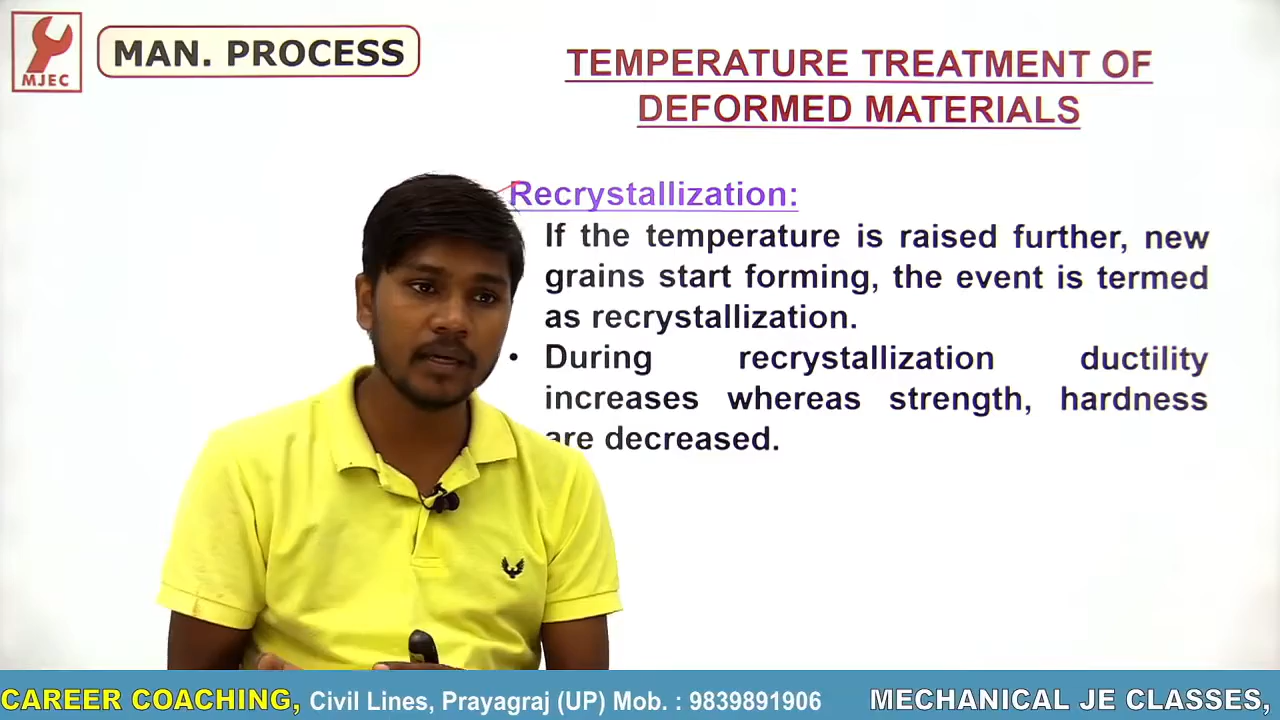 MJEC
MAN. PROCESS
TEMPERATURE TREATMENT OF
DEFORMED MATERIALS
Recrystallization:
If the temperature is raised further, new
grains start forming, the event is termed
as recrystallization.
• During recrystallization ductility
increases whereas strength, hardness
are decreased.
CAREER COACHING, Civil Lines, Prayagraj (UP) Mob. : 9839891906 MECHANICAL JE CLASSES,